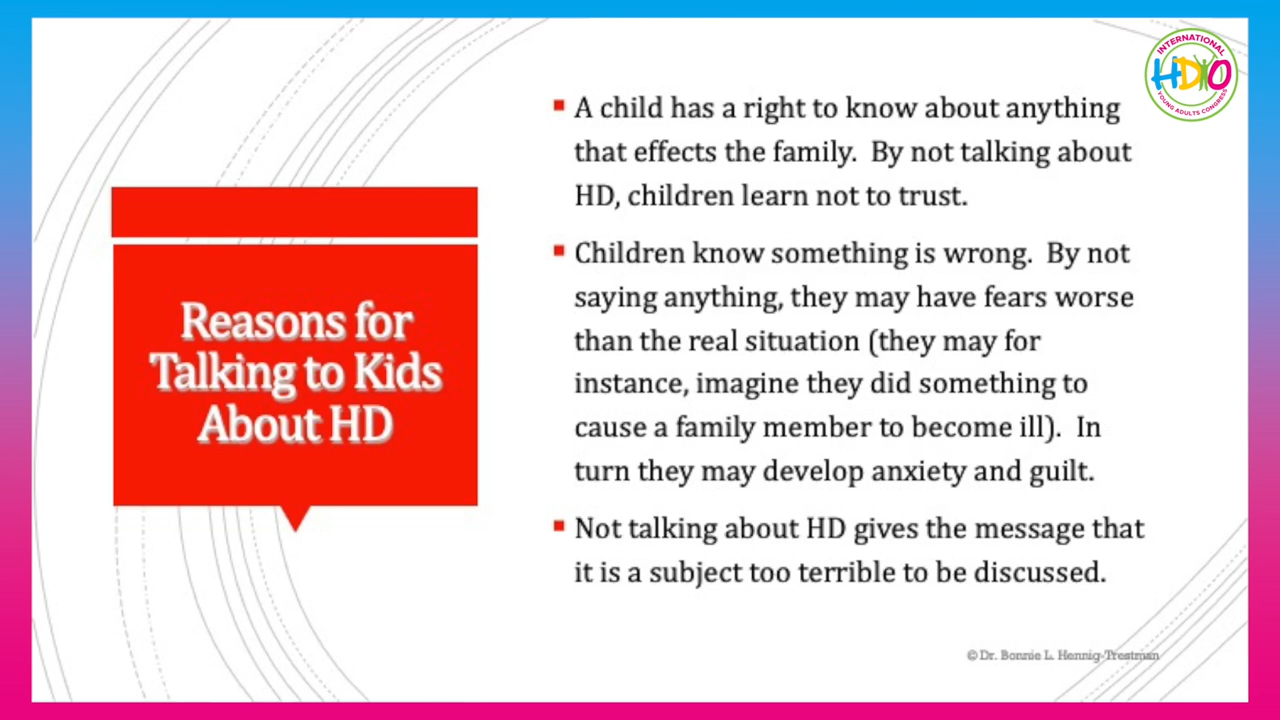 INTERNATIONAL
HDYO
YOUNG ADULTS CONGRESS
Reasons for
Talking to Kids
About HD
▪ A child has a right to know about anything
that effects the family.  By not talking about
HD, children learn not to trust.
▪ Children know something is wrong.  By not
saying anything, they may have fears worse
than the real situation (they may for
instance, imagine they did something to
cause a family member to become ill).  In
turn they may develop anxiety and guilt.
▪ Not talking about HD gives the message that
it is a subject too terrible to be discussed.
© Dr. Bonnie L. Hennig-Trestman